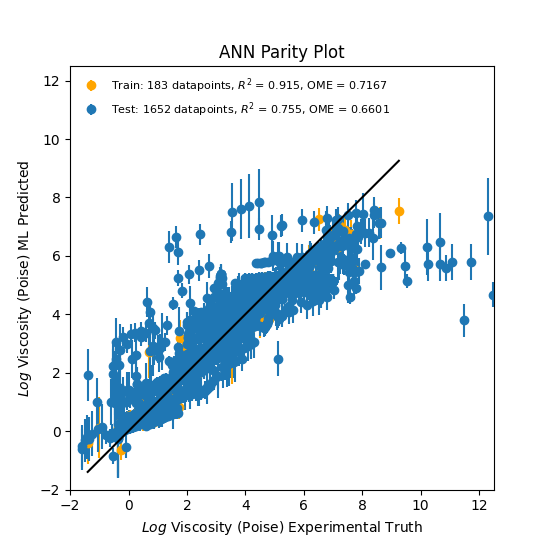 ANN Parity Plot
Train: 183 datapoints, R² = 0.915, OME = 0.7167
Test: 1652 datapoints, R² = 0.755, OME = 0.6601
12
10
8
6
4
2
0
−2
Log Viscosity (Poise) ML Predicted
−2 0 2 4 6 8 10 12
Log Viscosity (Poise) Experimental Truth